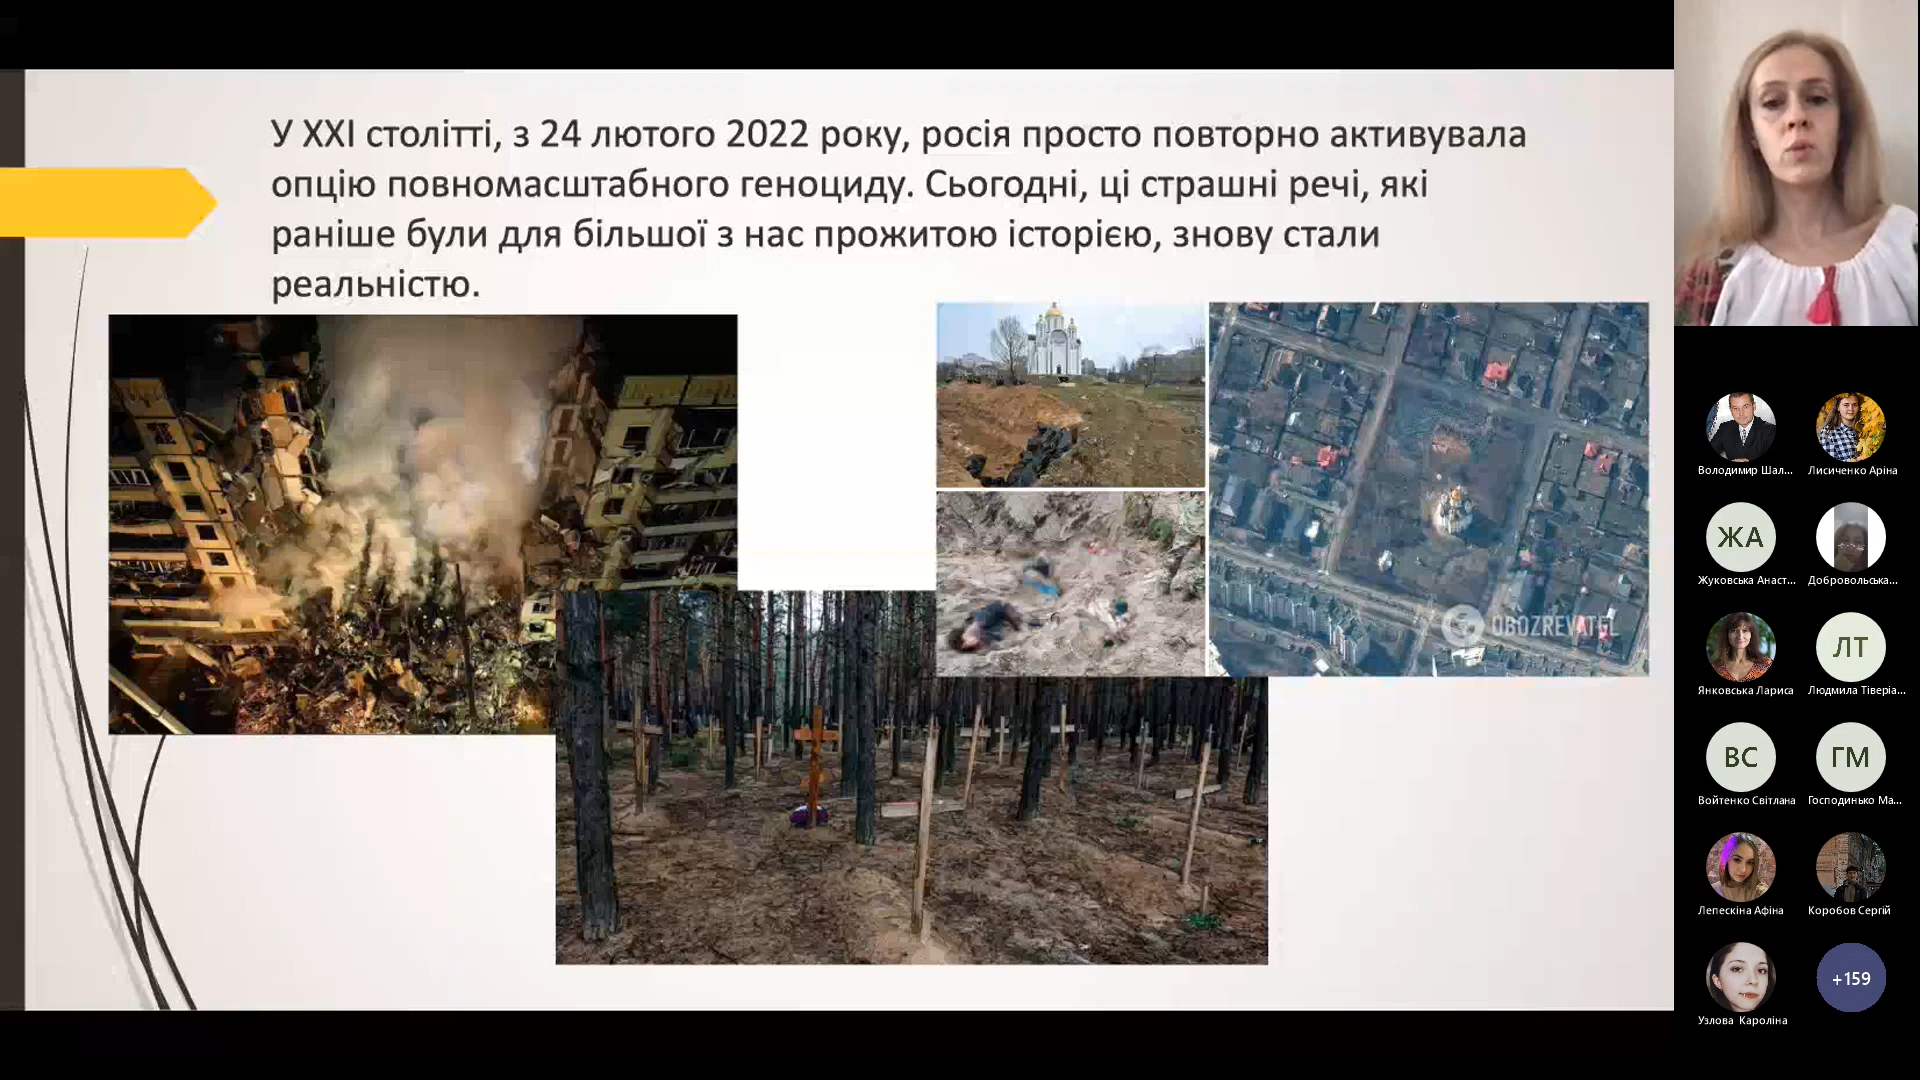 У ХХІ столітті, з 24 лютого 2022 року, росія просто повторно активувала
опцію повномасштабного геноциду. Сьогодні, ці страшні речі, які
раніше були для більшої з нас прожитою історією, знову стали
реальністю.
OBOZREVATEL
Володимир Шал...
Лисиченко Аріна
ЖА
Жуковська Анаст...
Добровольська...
Янковська Лариса
ЛТ
Людмила Тіверіа...
ВС
Войтенко Світлана
ГМ
Господинько Ма...
Лепескіна Афіна
Коробов Сергій
Узлова Кароліна
+159